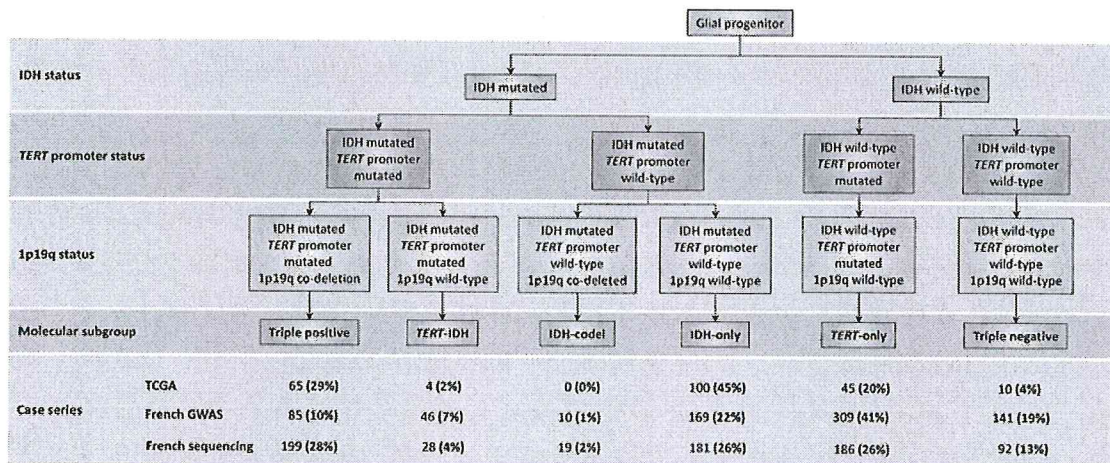 Glial progenitor
IDH status
IDH mutated
IDH wild-type
TERT promoter status
IDH mutated
TERT promoter
mutated
IDH mutated
TERT promoter
wild-type
IDH wild-type
TERT promoter
mutated
IDH wild-type
TERT promoter
wild-type
1p19q status
IDH mutated
TERT promoter
mutated
1p19q co-deletion
IDH mutated
TERT promoter
mutated
1p19q wild-type
IDH mutated
TERT promoter
wild-type
1p19q co-deleted
IDH mutated
TERT promoter
wild-type
1p19q wild-type
IDH wild-type
TERT promoter
mutated
1p19q wild-type
IDH wild-type
TERT promoter
wild-type
1p19q wild-type
Molecular subgroup
Triple positive
TERT-IDH
IDH-codel
IDH-only
TERT-only
Triple negative
Case series
TCGA 65 (29%) 4 (2%) 0 (0%) 100 (45%) 45 (20%) 10 (4%)
French GWAS 85 (10%) 46 (7%) 10 (1%) 169 (22%) 309 (41%) 141 (19%)
French sequencing 199 (28%) 28 (4%) 19 (2%) 181 (26%) 186 (26%) 92 (13%)